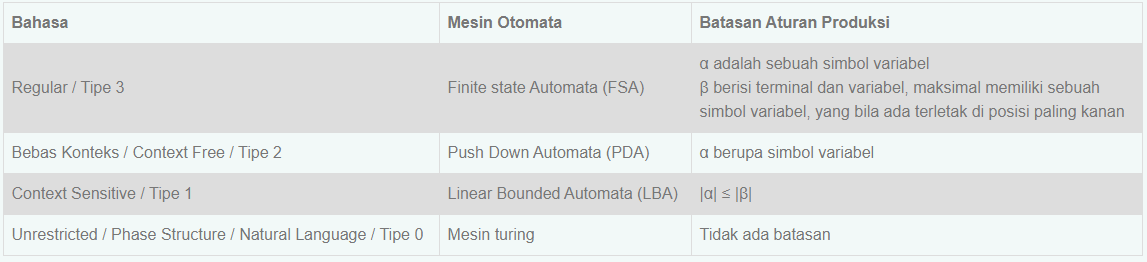 Bahasa Mesin Otomata Batasan Aturan Produksi
Regular / Tipe 3 Finite state Automata (FSA) α adalah sebuah simbol variabel
β berisi terminal dan variabel, maksimal memiliki sebuah
simbol variabel, yang bila ada terletak di posisi paling kanan
Bebas Konteks / Context Free / Tipe 2 Push Down Automata (PDA) α berupa simbol variabel
Context Sensitive / Tipe 1 Linear Bounded Automata (LBA) |α| ≤ |β|
Unrestricted / Phase Structure / Natural Language / Tipe 0 Mesin turing Tidak ada batasan